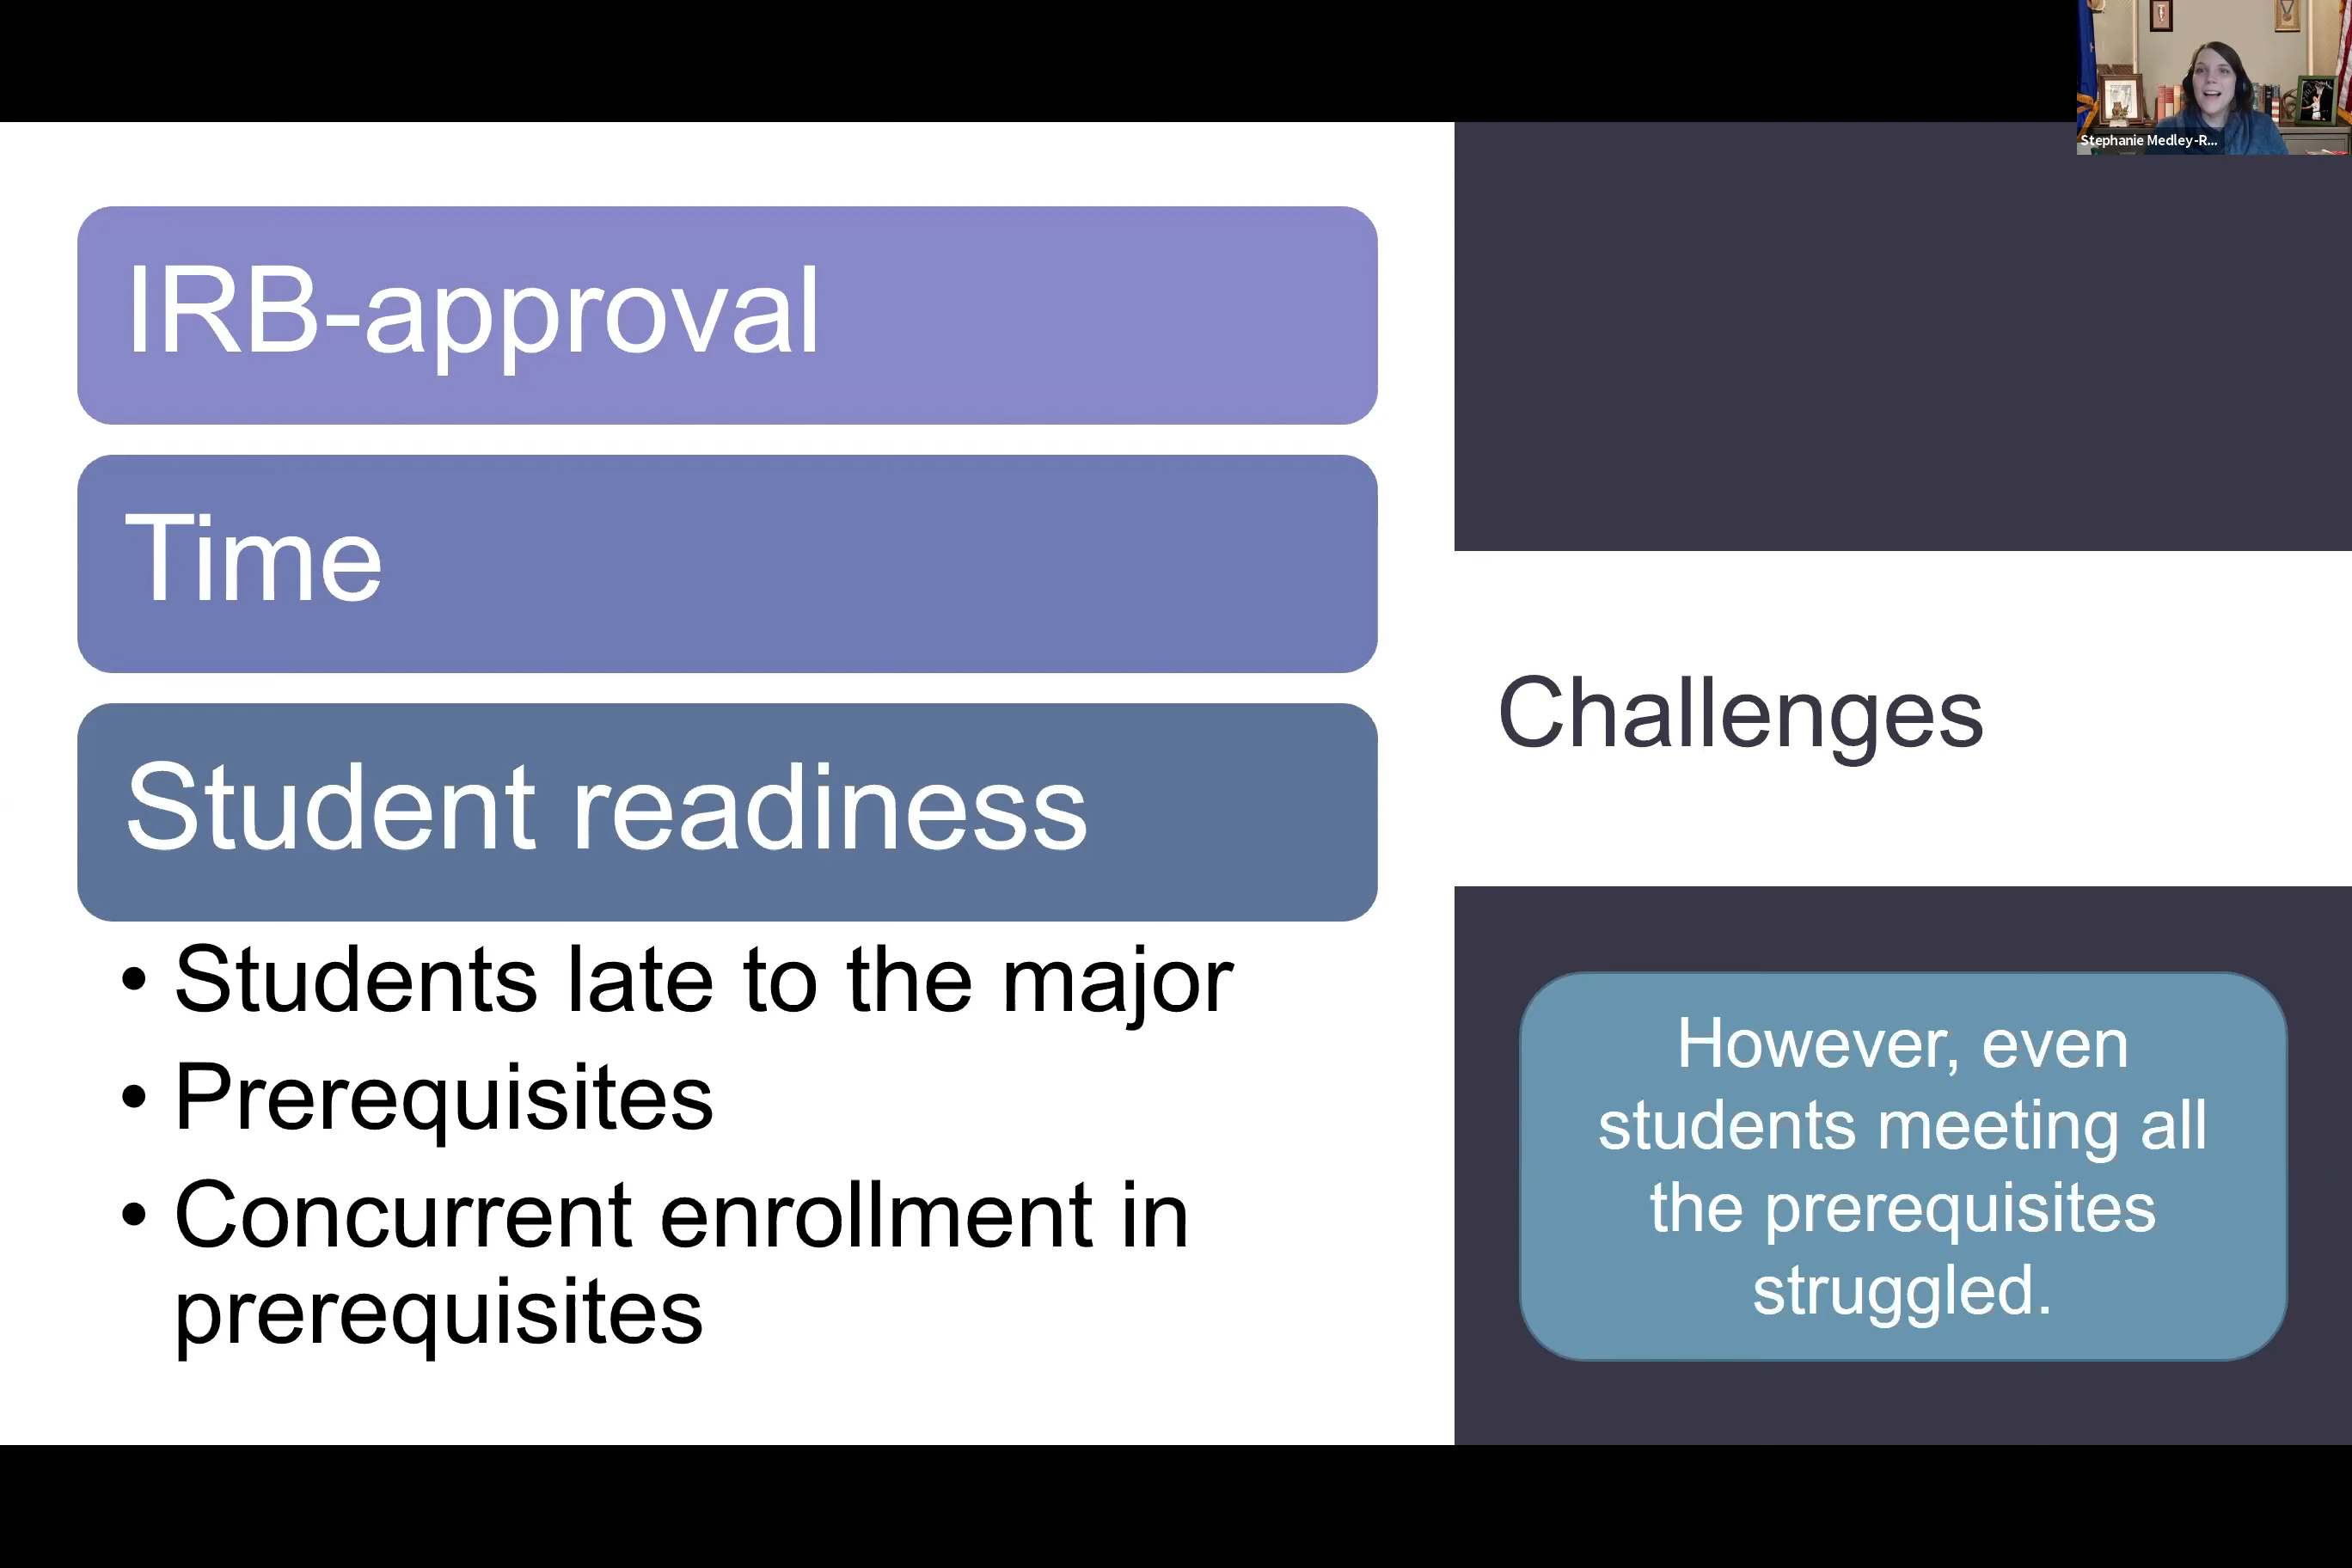 Stephanie Medley-R...
IRB-approval
Time
Student readiness
• Students late to the major
• Prerequisites
• Concurrent enrollment in
prerequisites
Challenges
However, even
students meeting all
the prerequisites
struggled.